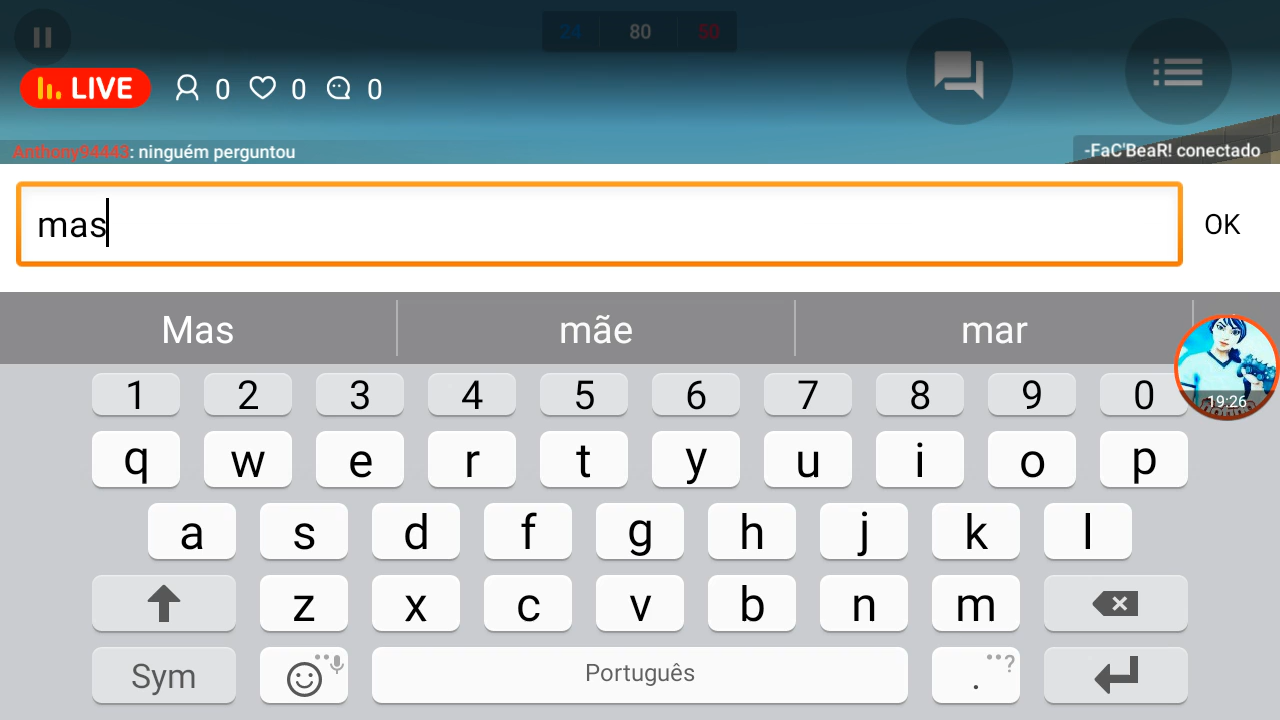 24 80 50
LIVE 0 0 0
Anthony94443: ninguém perguntou
-FaC'BeaR! conectado
mas
OK
Mas mãe mar
19:26
1 2 3 4 5 6 7 8 9 0
q w e r t y u i o p
a s d f g h j k l
z x c v b n m
Sym Português . ?